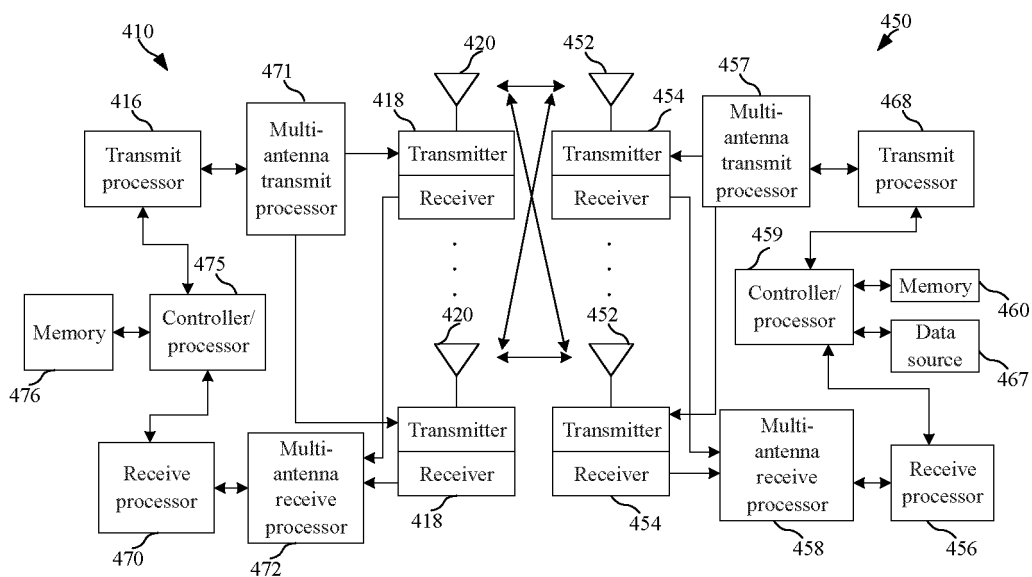 410
420
452
450
471
457
416
418
454
468
Transmit
processor
Multi-
antenna
transmit
processor
Transmitter
Receiver
Transmitter
Receiver
Multi-
antenna
transmit
processor
Transmit
processor
475
459
Memory
Controller/
processor
476
420
452
Controller/
processor
Memory
460
Data
source
467
Receive
processor
470
Multi-
antenna
receive
processor
472
Transmitter
Receiver
418
Transmitter
Receiver
454
Multi-
antenna
receive
processor
458
Receive
processor
456